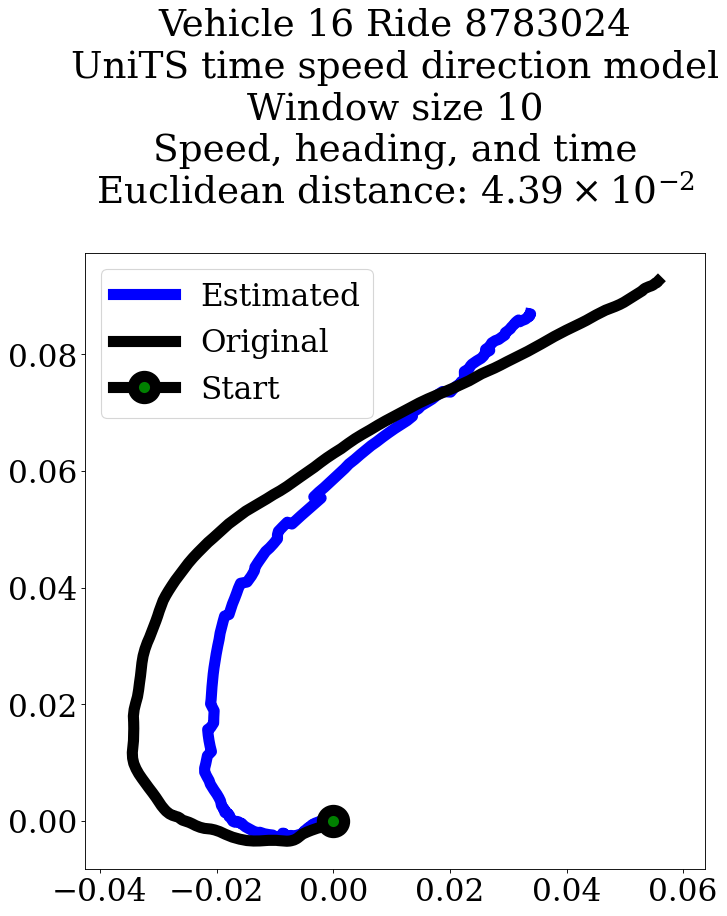 Vehicle 16 Ride 8783024
UniTS time speed direction model
Window size 10
Speed, heading, and time
Euclidean distance: 4.39 × 10⁻²
Estimated
Original
Start
0.08
0.06
0.04
0.02
0.00
−0.04 −0.02 0.00 0.02 0.04 0.06